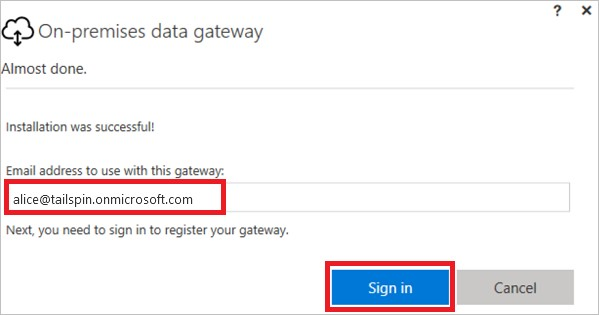 ? ×
On-premises data gateway
Almost done.
Installation was successful!
Email address to use with this gateway:
alice@tailspin.onmicrosoft.com
Next, you need to sign in to register your gateway.
Sign in Cancel